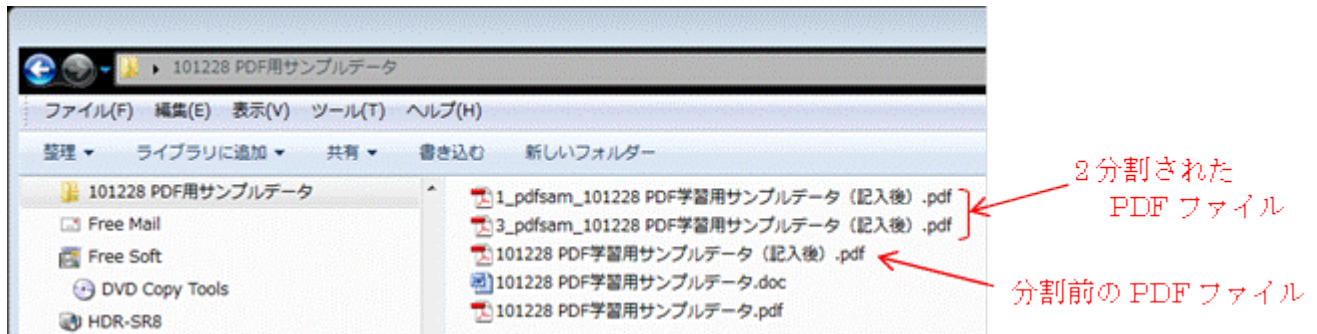 101228 PDF用サンプルデータ
ファイル(F) 編集(E) 表示(V) ツール(T) ヘルプ(H)
整理 ライブラリに追加 共有 書き込む 新しいフォルダー
101228 PDF用サンプルデータ
Free Mail
Free Soft
DVD Copy Tools
HDR-SR8
1_pdfsam_101228 PDF学習用サンプルデータ（記入後）.pdf
3_pdfsam_101228 PDF学習用サンプルデータ（記入後）.pdf
101228 PDF学習用サンプルデータ（記入後）.pdf
101228 PDF学習用サンプルデータ.doc
101228 PDF学習用サンプルデータ.pdf
2分割された
PDF ファイル
分割前の PDF ファイル